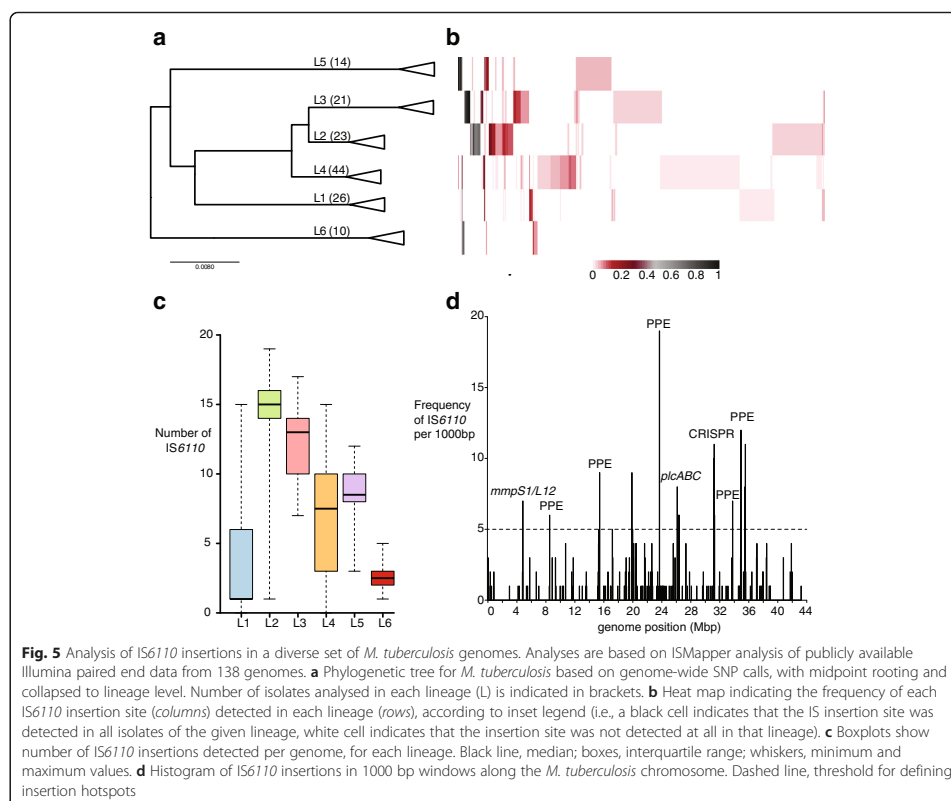 a
b
L5 (14)
L3 (21)
L2 (23)
L4 (44)
L1 (26)
L6 (10)
0.0080
0 0.2 0.4 0.6 0.8 1
c
d
20
15
10
5
0
Number of
IS6110
L1 L2 L3 L4 L5 L6
20
15
10
5
0
Frequency
of IS6110
per 1000bp
PPE
PPE
CRISPR
PPE
plcABC
mmpS1/L12
PPE
PPE
0 4 8 12 16 20 24 28 32 36 40 44
genome position (Mbp)
Fig. 5 Analysis of IS6110 insertions in a diverse set of M. tuberculosis genomes. Analyses are based on ISMapper analysis of publicly available
Illumina paired end data from 138 genomes. a Phylogenetic tree for M. tuberculosis based on genome-wide SNP calls, with midpoint rooting and
collapsed to lineage level. Number of isolates analysed in each lineage (L) is indicated in brackets. b Heat map indicating the frequency of each
IS6110 insertion site (columns) detected in each lineage (rows), according to inset legend (i.e., a black cell indicates that the IS insertion site was
detected in all isolates of the given lineage, white cell indicates that the insertion site was not detected at all in that lineage). c Boxplots show
number of IS6110 insertions detected per genome, for each lineage. Black line, median; boxes, interquartile range; whiskers, minimum and
maximum values. d Histogram of IS6110 insertions in 1000 bp windows along the M. tuberculosis chromosome. Dashed line, threshold for defining
insertion hotspots